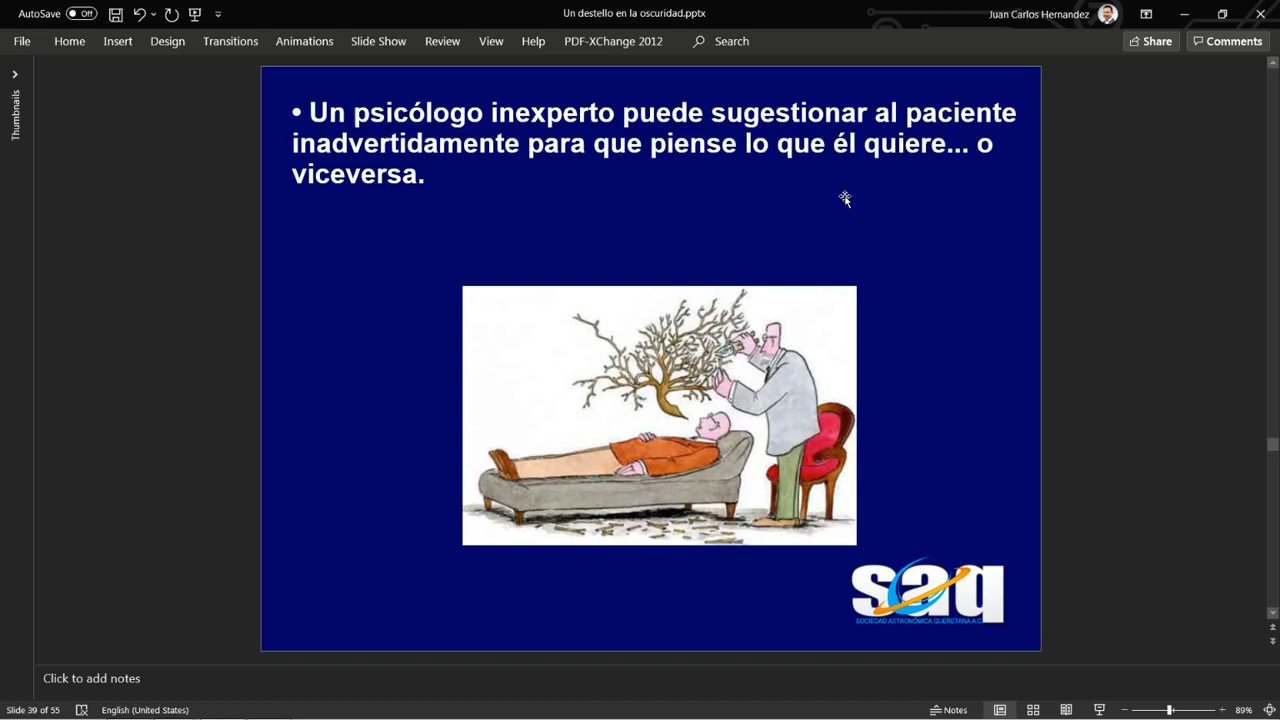 AutoSave Off
Un destello en la oscuridad.pptx
Juan Carlos Hernandez
File Home Insert Design Transitions Animations Slide Show Review View Help PDF-XChange 2012 Search Share Comments
Thumbnails
• Un psicólogo inexperto puede sugestionar al paciente
inadvertidamente para que piense lo que él quiere... o
viceversa.
saq
SOCIEDAD ASTRONÓMICA QUERETANA A.C.
Click to add notes
Slide 39 of 55 English (United States) Notes 89%